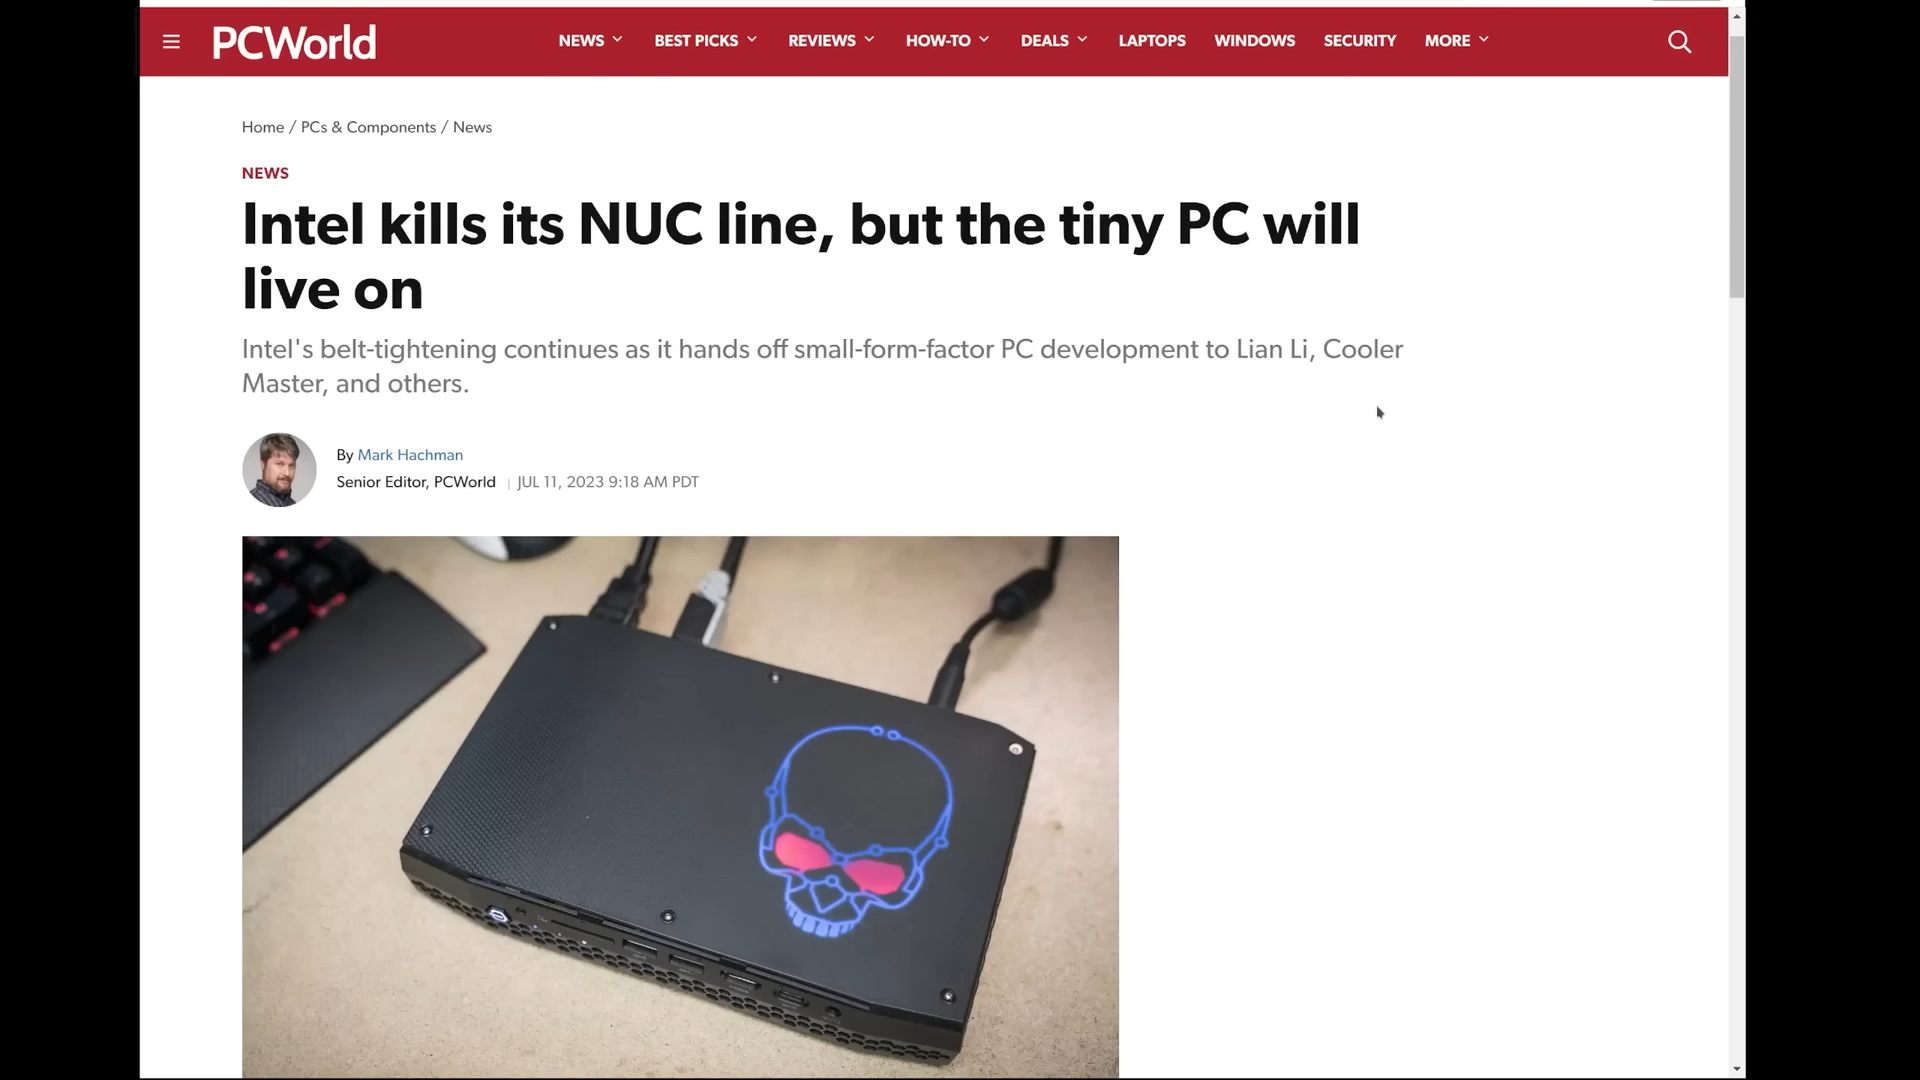 PCWorld
NEWS
BEST PICKS
REVIEWS
HOW-TO
DEALS
LAPTOPS
WINDOWS
SECURITY
MORE
Home / PCs & Components / News
NEWS
Intel kills its NUC line, but the tiny PC will
live on
Intel's belt-tightening continues as it hands off small-form-factor PC development to Lian Li, Cooler
Master, and others.
By Mark Hachman
Senior Editor, PCWorld | JUL 11, 2023 9:18 AM PDT